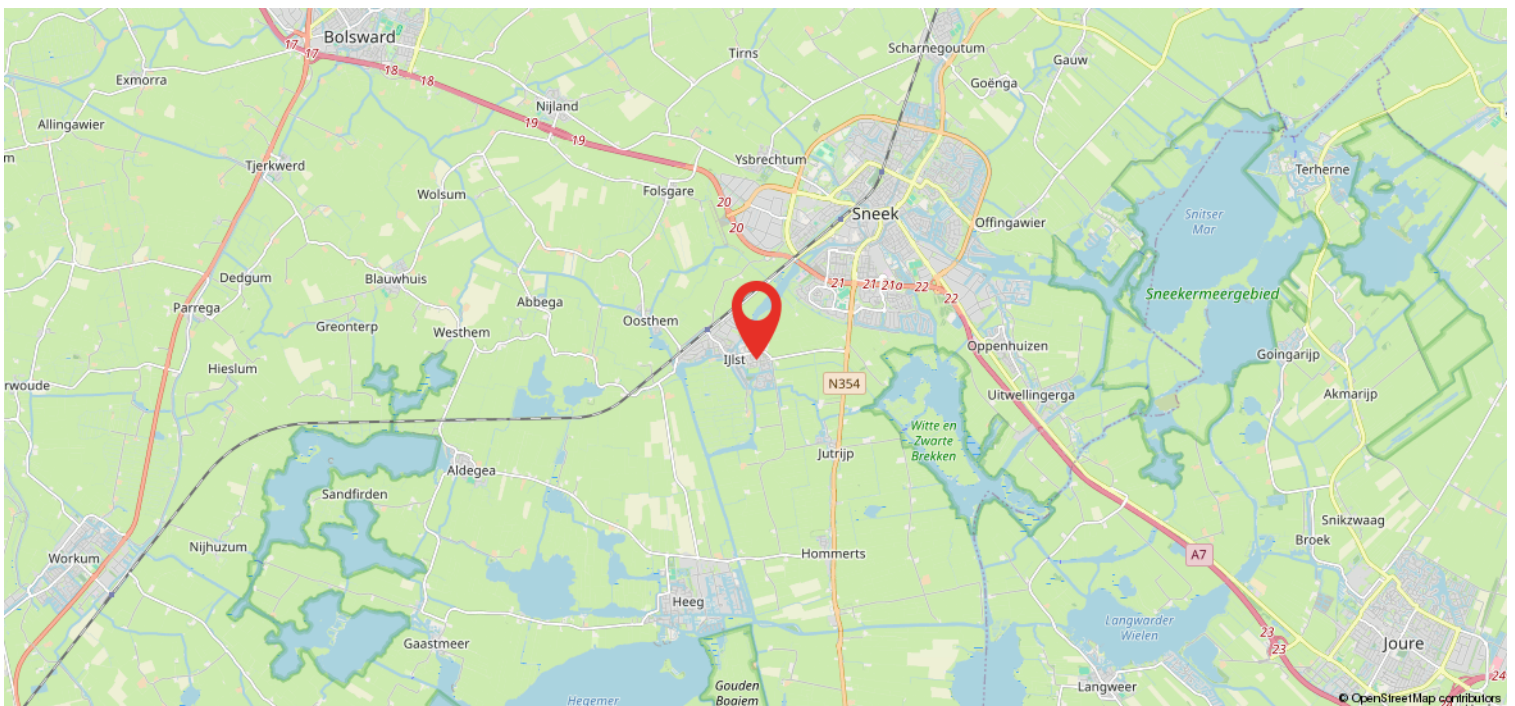 Bolsward
17
17
18
18
Exmorra
Tirns
Scharnegoutum
Gauw
Goënga
Nijland
Allingawier
19
19
m
Tjerkwerd
Ysbrechtum
Terherne
Wolsum
Folsgare
20
20
Sneek
Offingawier
Snitser
Mar
Dedgum
Blauwhuis
Parrega
Abbega
21
21
21a
22
22
Sneekermeergebied
Greonterp
Westhem
Oosthem
IJlst
Oppenhuizen
Goingarijp
Hieslum
rwoude
N354
Uitwellingerga
Akmarijp
Witte en
Zwarte
Brekken
Jutrijp
Aldegea
Sandfirden
Snikzwaag
Broek
Nijhuzum
Workum
Hommerts
A7
Heeg
Langwarder
Wielen
23
23
Joure
Gaastmeer
Langweer
24
Hegemer
Gouden
Boaiem
24
© OpenStreetMap contributors